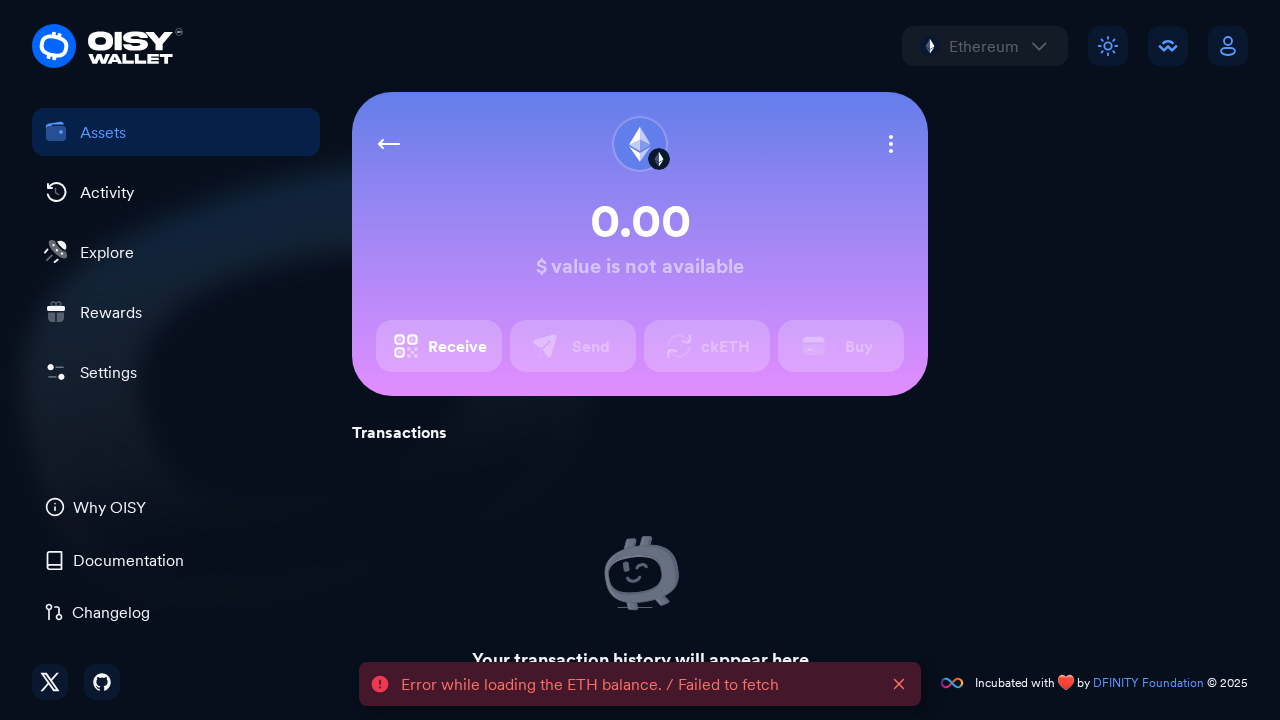 OISY
WALLET
Ethereum
Assets
Activity
Explore
Rewards
Settings
Why OISY
Documentation
Changelog
0.00
$ value is not available
Receive
Send
ckETH
Buy
Transactions
Your transaction history will appear here
Error while loading the ETH balance. / Failed to fetch
Incubated with ❤️ by DFINITY Foundation © 2025